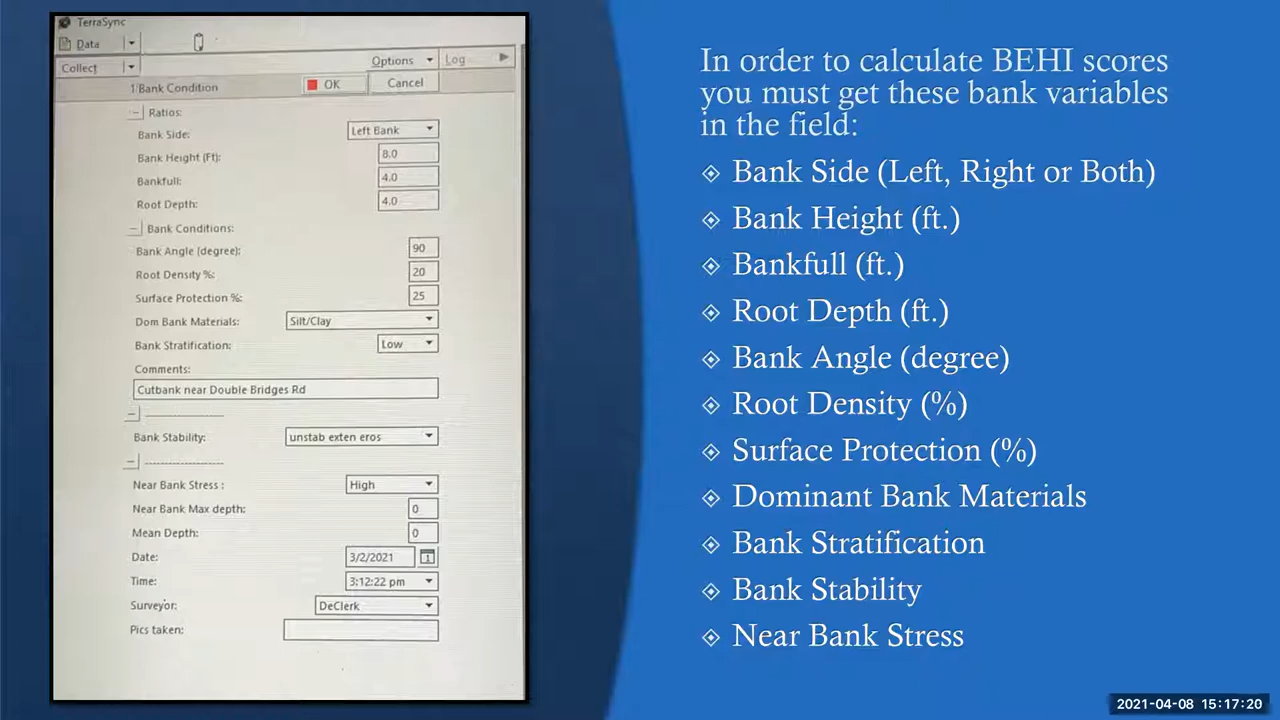 TerraSync
Data
Collect
Options
Log
1 Bank Condition
OK
Cancel
Ratios:
Bank Side: Left Bank
Bank Height (Ft): 8.0
Bankfull: 4.0
Root Depth: 4.0
Bank Conditions:
Bank Angle (degree): 90
Root Density %: 20
Surface Protection %: 25
Dom Bank Materials: Silt/Clay
Bank Stratification: Low
Comments:
Cutbank near Double Bridges Rd
--------------------
Bank Stability: unstab exten eros
--------------------
Near Bank Stress : High
Near Bank Max depth: 0
Mean Depth: 0
Date: 3/2/2021 1
Time: 3:12:22 pm
Surveyor: DeClerk
Pics taken:
In order to calculate BEHI scores
you must get these bank variables
in the field:
Bank Side (Left, Right or Both)
Bank Height (ft.)
Bankfull (ft.)
Root Depth (ft.)
Bank Angle (degree)
Root Density (%)
Surface Protection (%)
Dominant Bank Materials
Bank Stratification
Bank Stability
Near Bank Stress
2021-04-08 15:17:20